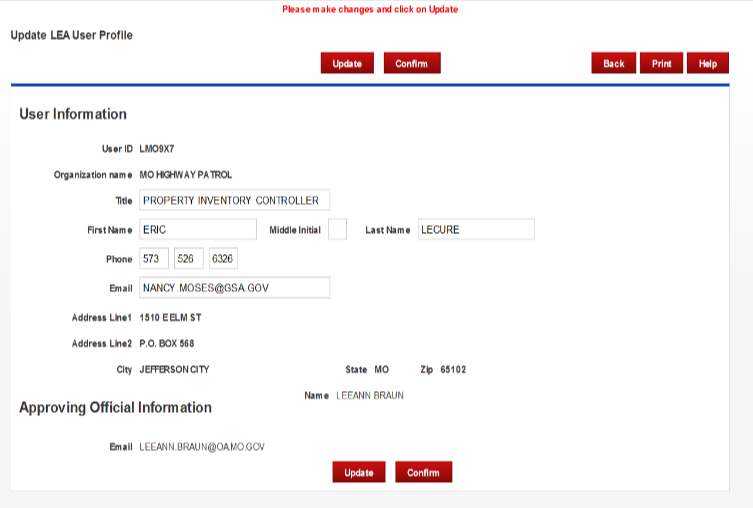 Please make changes and click on Update
Update LEA User Profile
Update Confirm Back Print Help
User Information
User ID LMO9X7
Organization name MO HIGHWAY PATROL
Title PROPERTY INVENTORY CONTROLLER
First Name ERIC Middle Initial Last Name LECURE
Phone 573 526 6326
Email NANCY.MOSES@GSA.GOV
Address Line1 1510 E ELM ST
Address Line2 P.O. BOX 568
City JEFFERSON CITY State MO Zip 65102
Name LEEANN BRAUN
Approving Official Information
Email LEEANN.BRAUN@OA.MO.GOV
Update Confirm